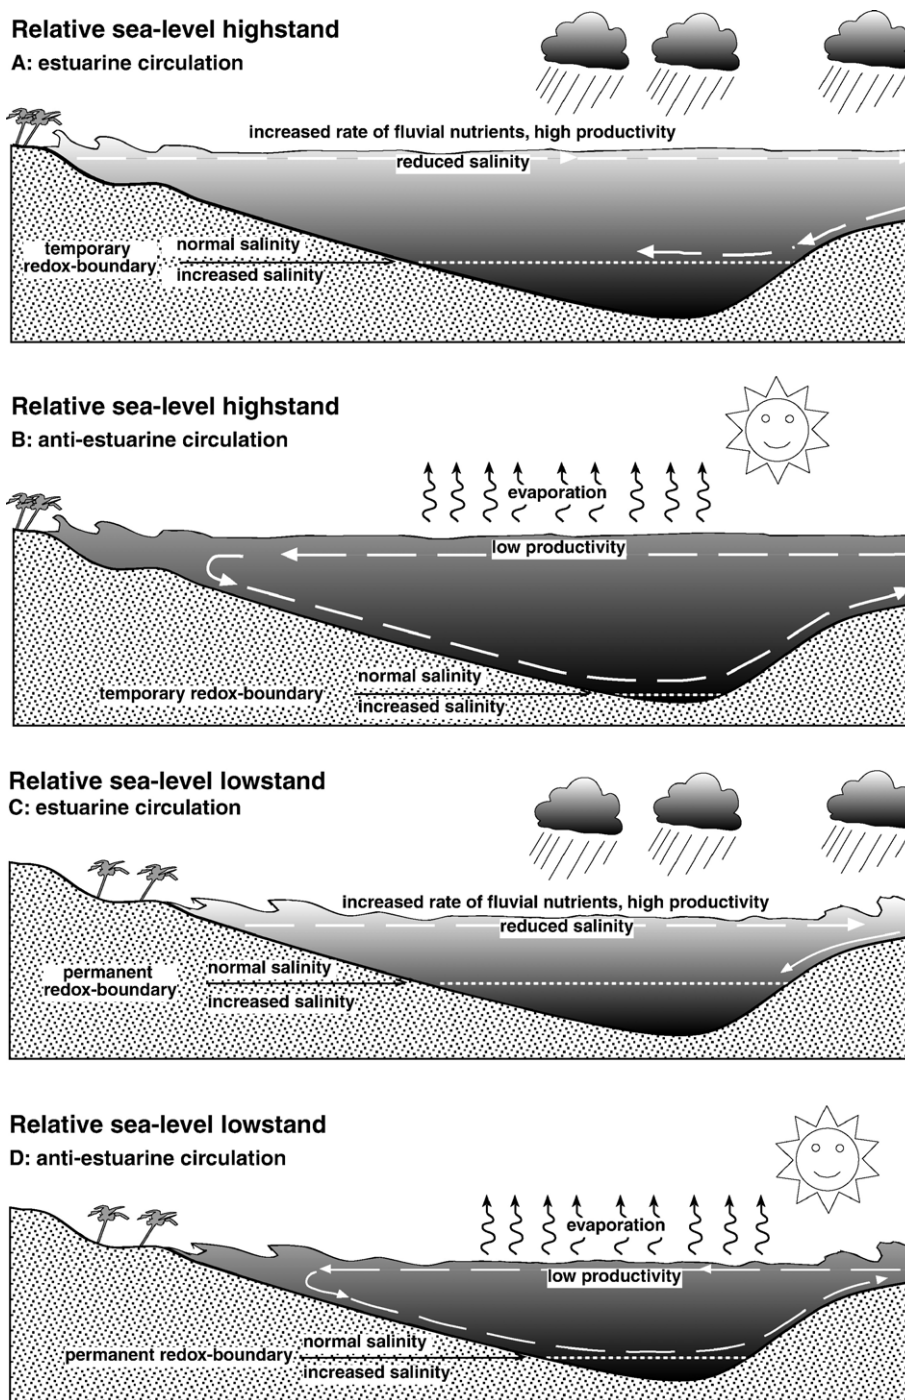 Relative sea-level highstand
A: estuarine circulation
increased rate of fluvial nutrients, high productivity
reduced salinity
temporary
redox-boundary
normal salinity
increased salinity
Relative sea-level highstand
B: anti-estuarine circulation
evaporation
low productivity
normal salinity
temporary redox-boundary
increased salinity
Relative sea-level lowstand
C: estuarine circulation
increased rate of fluvial nutrients, high productivity
reduced salinity
permanent
redox-boundary
normal salinity
increased salinity
Relative sea-level lowstand
D: anti-estuarine circulation
evaporation
low productivity
normal salinity
permanent redox-boundary
increased salinity